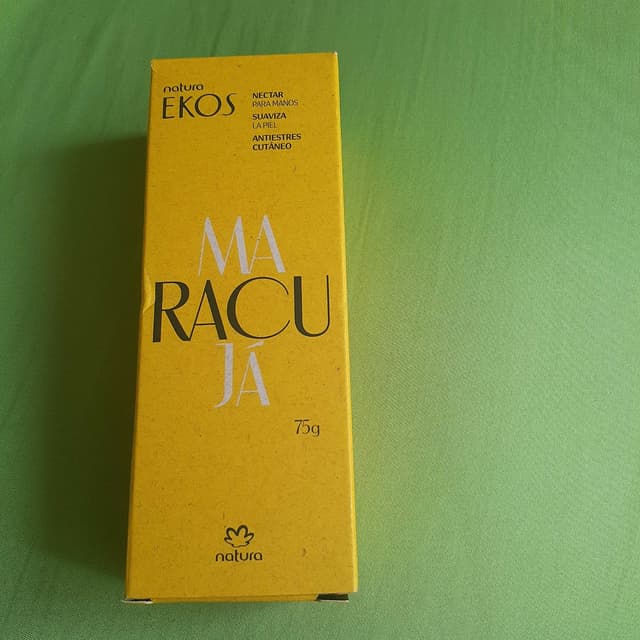 natura
EKOS
NECTAR
PARA MANOS
SUAVIZA
LA PIEL
ANTIESTRES
CUTÁNEO
MA
RACU
JÁ
75g
natura